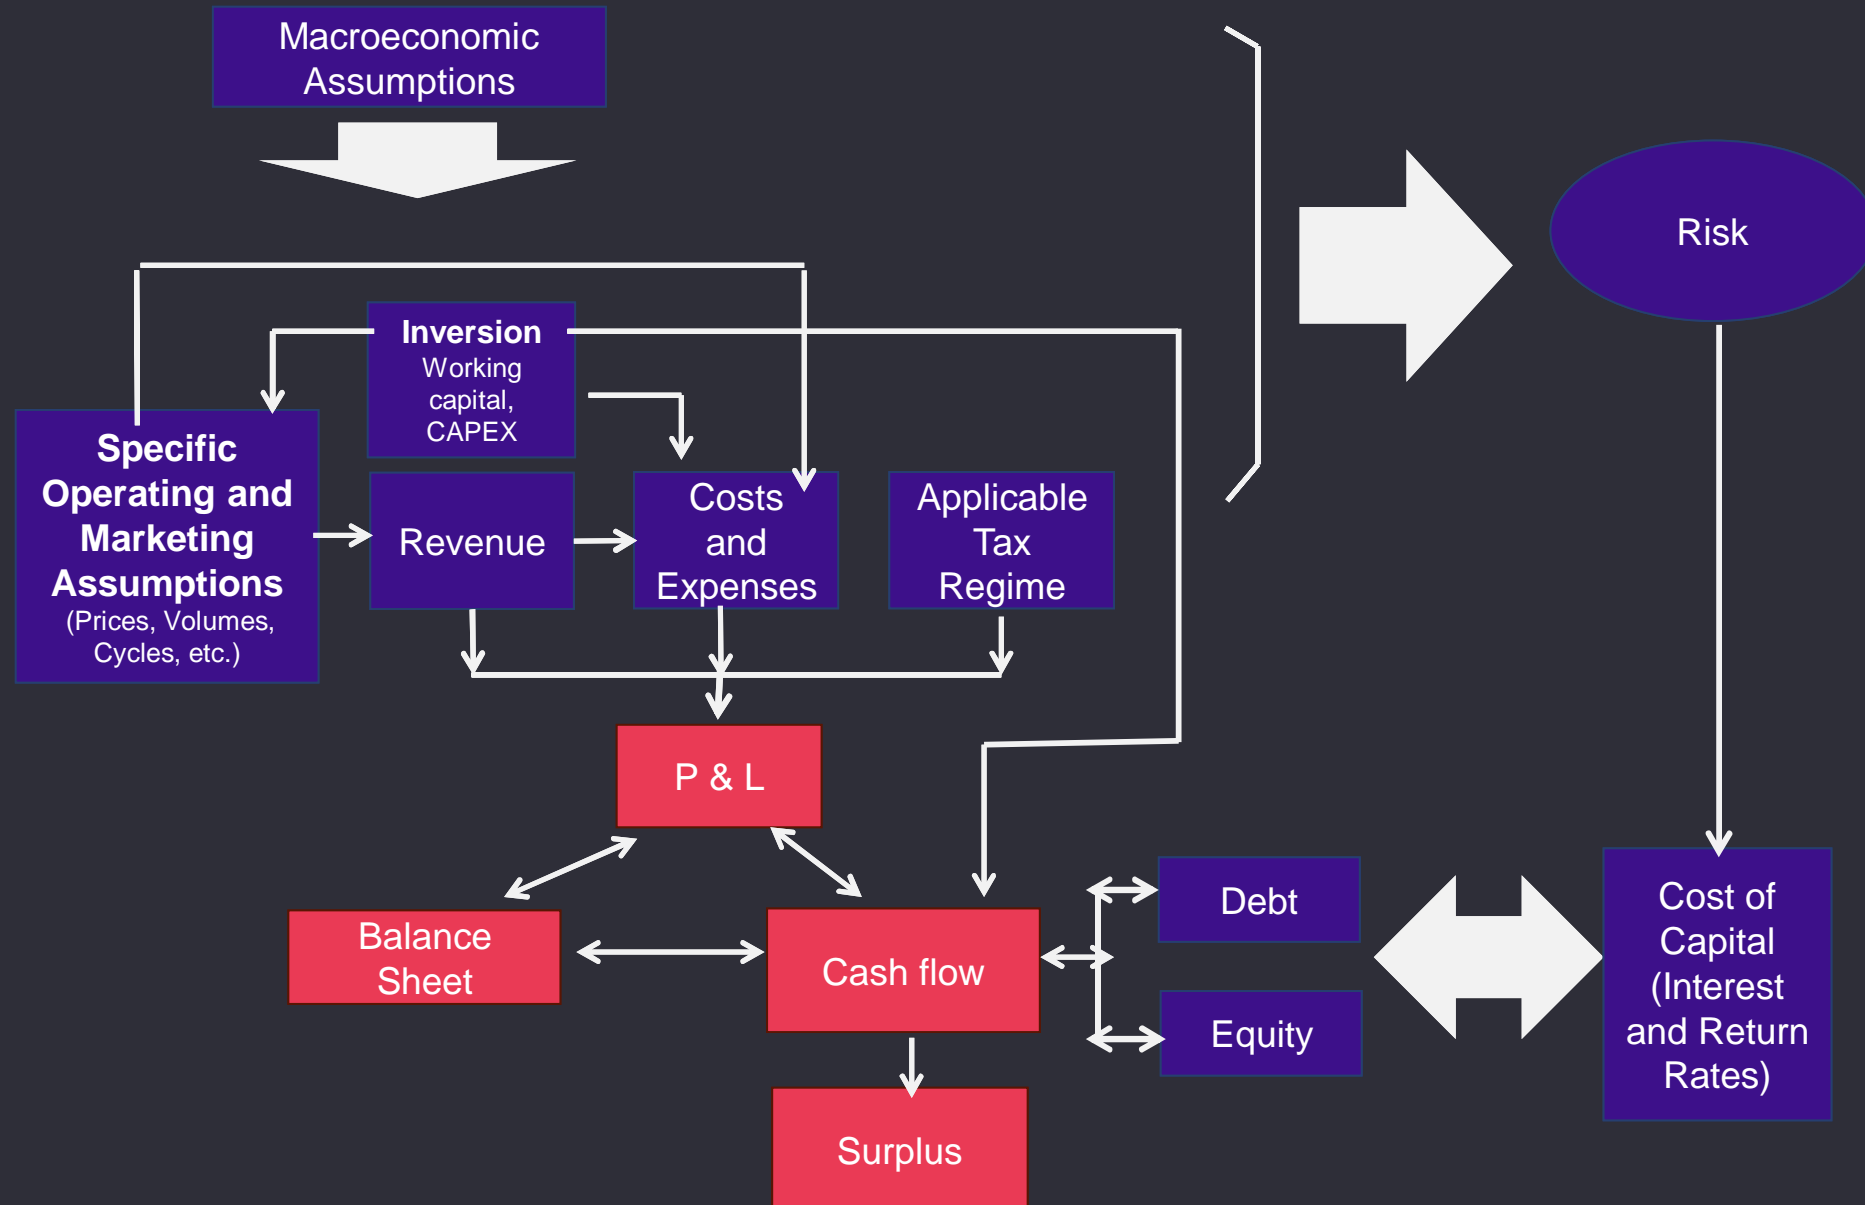 Macroeconomic
Assumptions
Risk
Inversion
Working
capital,
CAPEX
Specific
Operating and
Marketing
Assumptions
(Prices, Volumes,
Cycles, etc.)
Revenue
Costs
and
Expenses
Applicable
Tax
Regime
P & L
Balance
Sheet
Cash flow
Debt
Equity
Cost of
Capital
(Interest
and Return
Rates)
Surplus